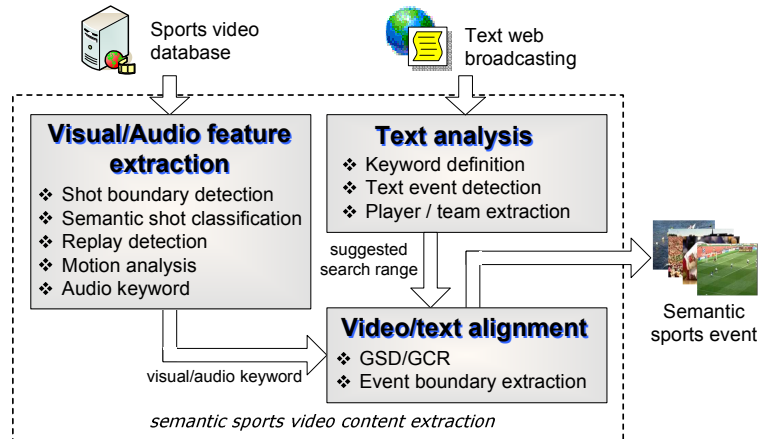 Sports video
database
Text web
broadcasting
Visual/Audio feature
extraction
❖ Shot boundary detection
❖ Semantic shot classification
❖ Replay detection
❖ Motion analysis
❖ Audio keyword
Text analysis
❖ Keyword definition
❖ Text event detection
❖ Player / team extraction
suggested
search range
Video/text alignment
❖ GSD/GCR
❖ Event boundary extraction
visual/audio keyword
Semantic
sports event
semantic sports video content extraction